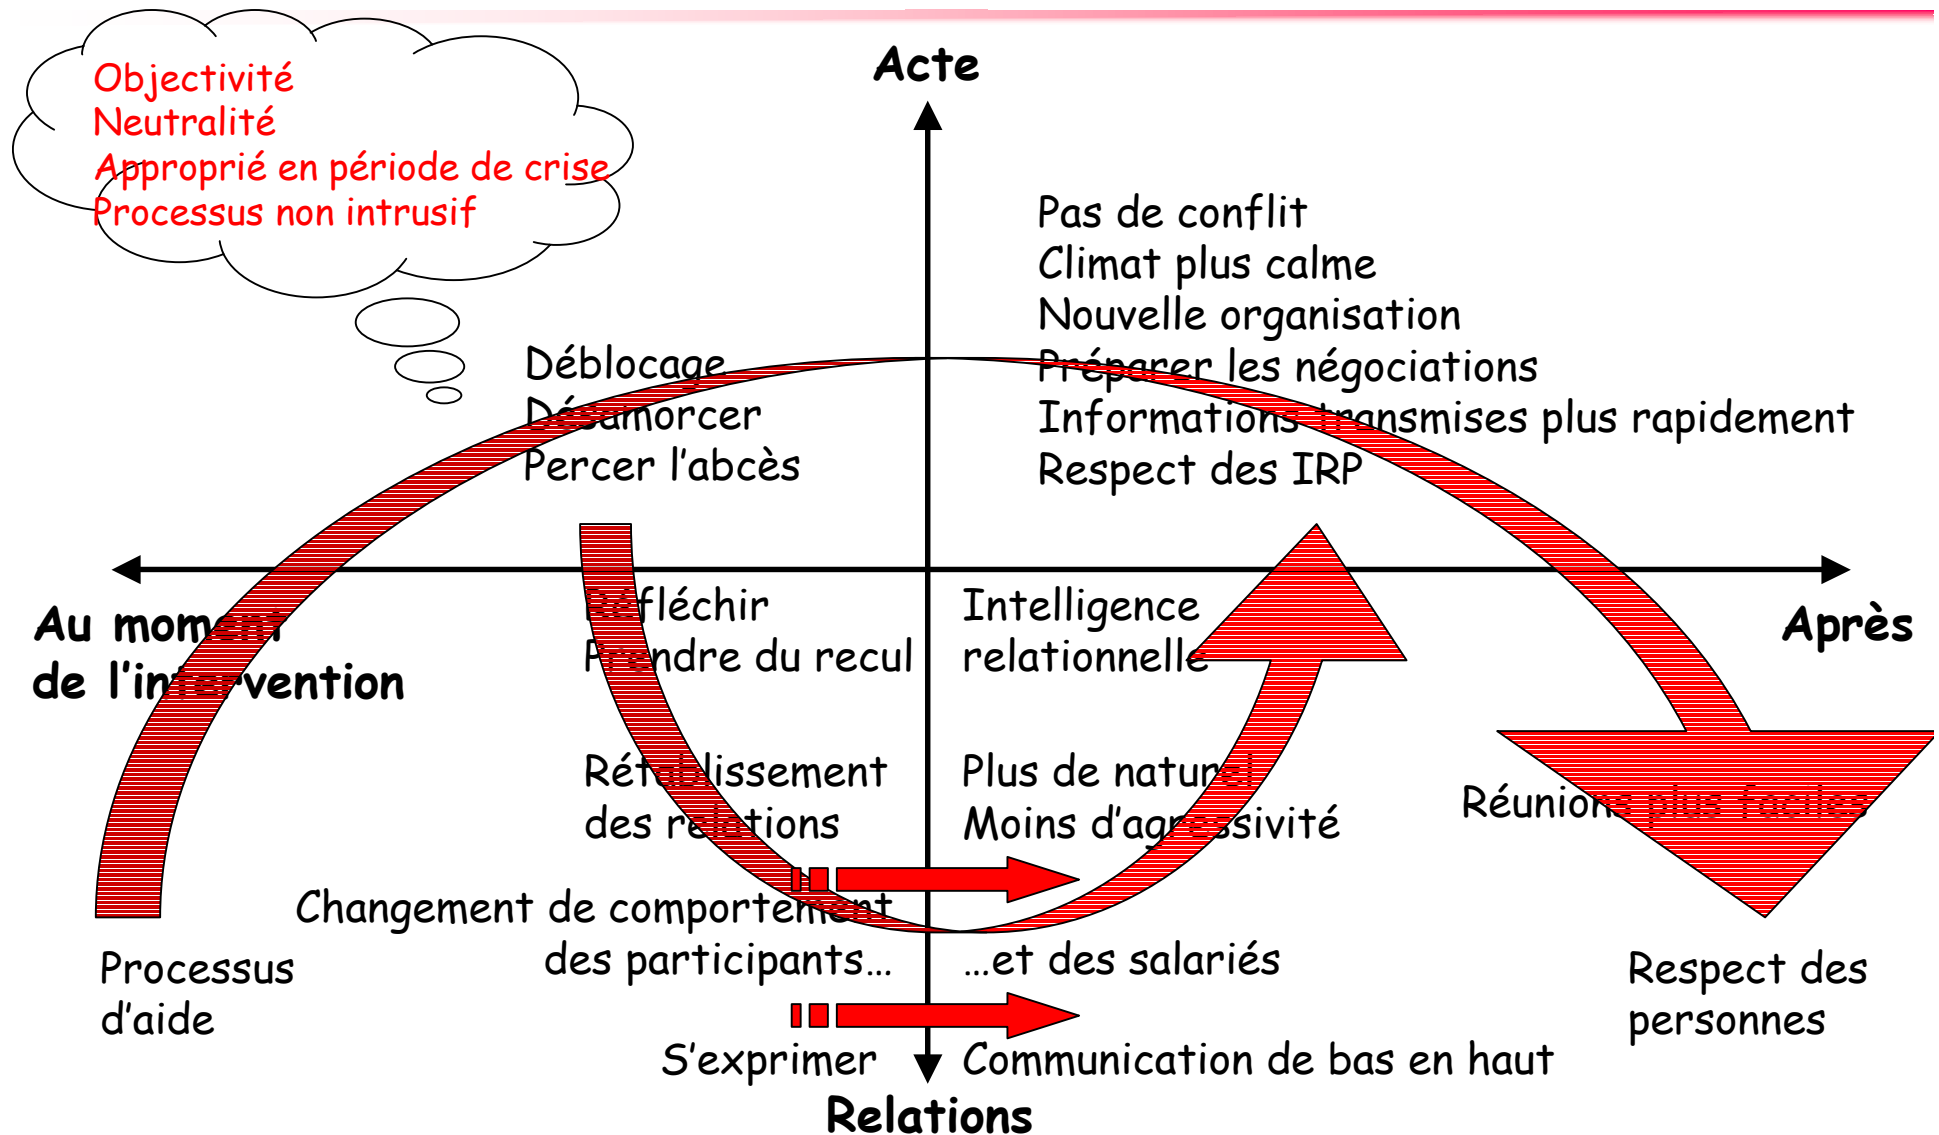 Objectivité
Neutralité
Approprié en période de crise
Processus non intrusif
Acte
Pas de conflit
Climat plus calme
Nouvelle organisation
Préparer les négociations
Informations transmises plus rapidement
Respect des IRP
Déblocage
Désamorcer
Percer l'abcès
Au moment
de l'intervention
Après
Réfléchir
Prendre du recul
Intelligence
relationnelle
Rétablissement
des relations
Plus de naturel
Moins d'agressivité
Réunions plus faciles
Changement de comportement
des participants…
…et des salariés
Processus
d'aide
Respect des
personnes
S'exprimer
Communication de bas en haut
Relations